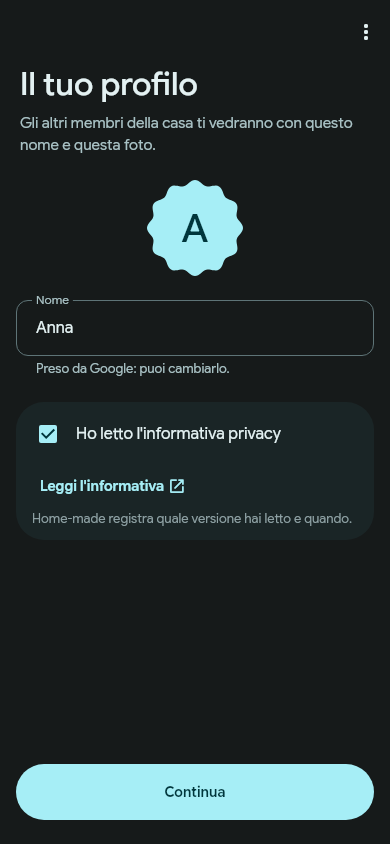 Il tuo profilo
Gli altri membri della casa ti vedranno con questo
nome e questa foto.
A
Nome
Anna
Preso da Google: puoi cambiarlo.
Ho letto l'informativa privacy
Leggi l'informativa
Home-made registra quale versione hai letto e quando.
Continua